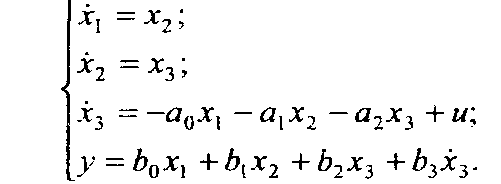 ẋ₁ = x₂;
ẋ₂ = x₃;
ẋ₃ = −a₀x₁ − a₁x₂ − a₂x₃ + u;
y = b₀x₁ + b₁x₂ + b₂x₃ + b₃ẋ₃.